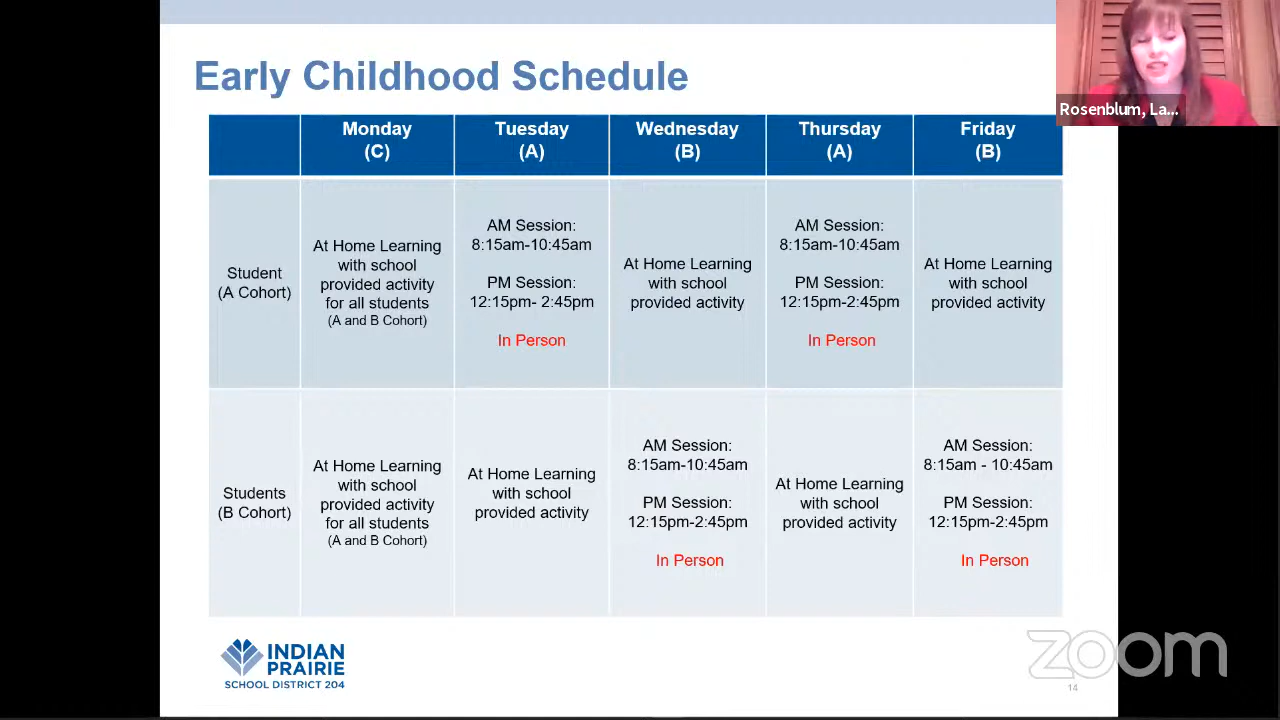 Early Childhood Schedule
Rosenblum, La...
Monday
(C)
Tuesday
(A)
Wednesday
(B)
Thursday
(A)
Friday
(B)
Student
(A Cohort)
At Home Learning
with school
provided activity
for all students
(A and B Cohort)
AM Session:
8:15am-10:45am
PM Session:
12:15pm- 2:45pm
In Person
At Home Learning
with school
provided activity
AM Session:
8:15am-10:45am
PM Session:
12:15pm-2:45pm
In Person
At Home Learning
with school
provided activity
Students
(B Cohort)
At Home Learning
with school
provided activity
for all students
(A and B Cohort)
At Home Learning
with school
provided activity
AM Session:
8:15am-10:45am
PM Session:
12:15pm-2:45pm
In Person
At Home Learning
with school
provided activity
AM Session:
8:15am - 10:45am
PM Session:
12:15pm-2:45pm
In Person
INDIAN
PRAIRIE
SCHOOL DISTRICT 204
zoom
14